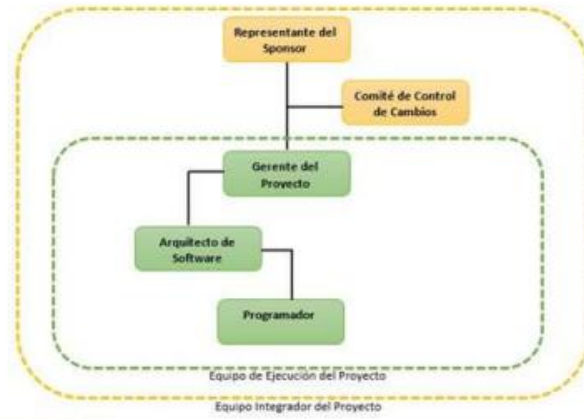 Representante del
Sponsor
Comité de Control
de Cambios
Gerente del
Proyecto
Arquitecto de
Software
Programador
Equipo de Ejecución del Proyecto
Equipo Integrador del Proyecto